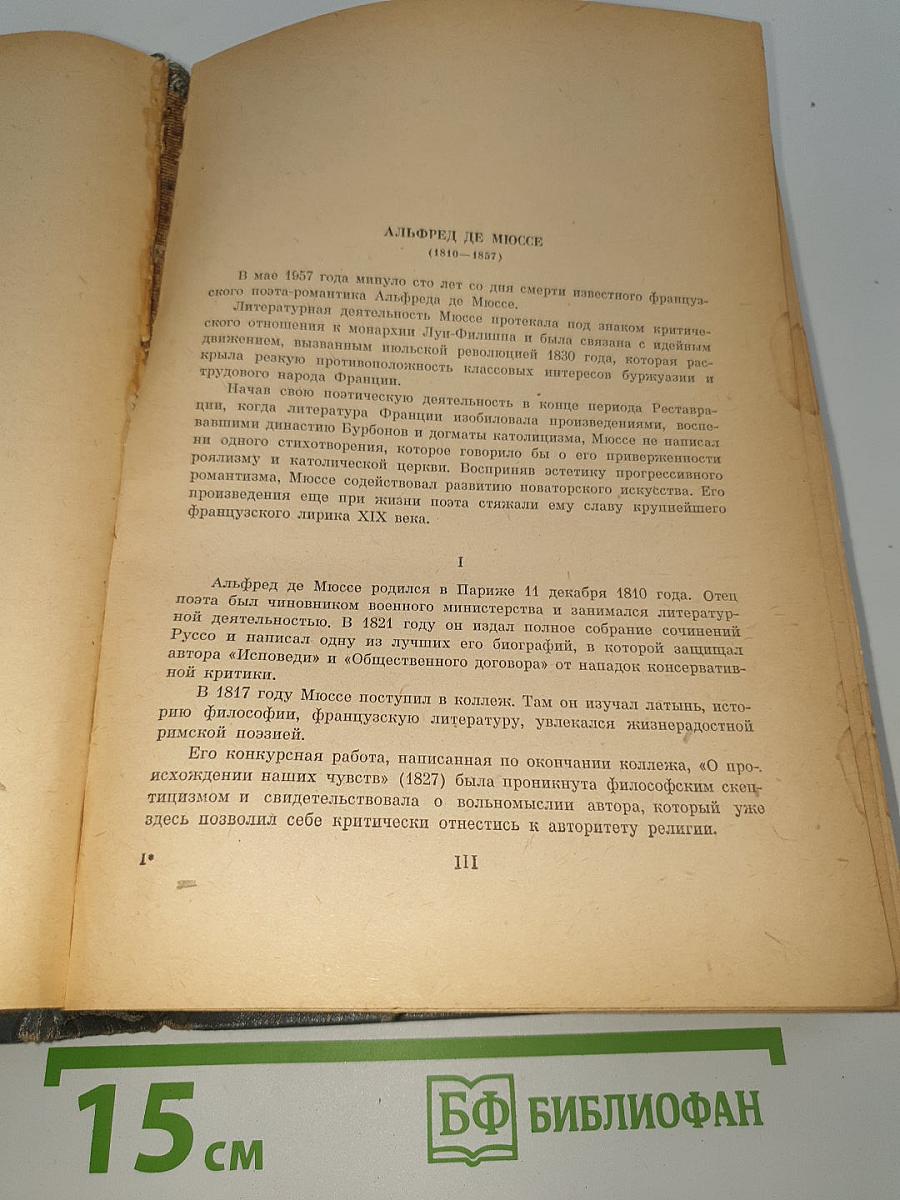 АЛЬФРЕД ДЕ МЮССЕ
(1810—1857)
В мае 1957 года минуло сто лет со дня смерти известного француз-
ского поэта-романтика Альфреда де Мюссе.
Литературная деятельность Мюссе протекала под знаком критиче-
ского отношения к монархии Луи-Филиппа и была связана с идейным
движением, вызванным июльской революцией 1830 года, которая рас-
крыла резкую противоположность классовых интересов буржуазии и
трудового народа Франции.
Начав свою поэтическую деятельность в конце периода Реставра-
ции, когда литература Франции изобиловала произведениями, воспе-
вавшими династию Бурбонов и догматы католицизма, Мюссе не написал
ни одного стихотворения, которое говорило бы о его приверженности
роялизму и католической церкви. Восприняв эстетику прогрессивного
романтизма, Мюссе содействовал развитию новаторского искусства. Его
произведения еще при жизни поэта стяжали ему славу крупнейшего
французского лирика XIX века.
I
Альфред де Мюссе родился в Париже 11 декабря 1810 года. Отец
поэта был чиновником военного министерства и занимался литератур-
ной деятельностью. В 1821 году он издал полное собрание сочинений
Руссо и написал одну из лучших его биографий, в которой защищал
автора «Исповеди» и «Общественного договора» от нападок консерватив-
ной критики.
В 1817 году Мюссе поступил в коллеж. Там он изучал латынь, исто-
рию философии, французскую литературу, увлекался жизнерадостной
римской поэзией.
Его конкурсная работа, написанная по окончании коллежа, «О про-
исхождении наших чувств» (1827) была проникнута философским скеп-
тицизмом и свидетельствовала о вольномыслии автора, который уже
здесь позволил себе критически отнестись к авторитету религии.
I*
III
15 см
БФ БИБЛИОФАН